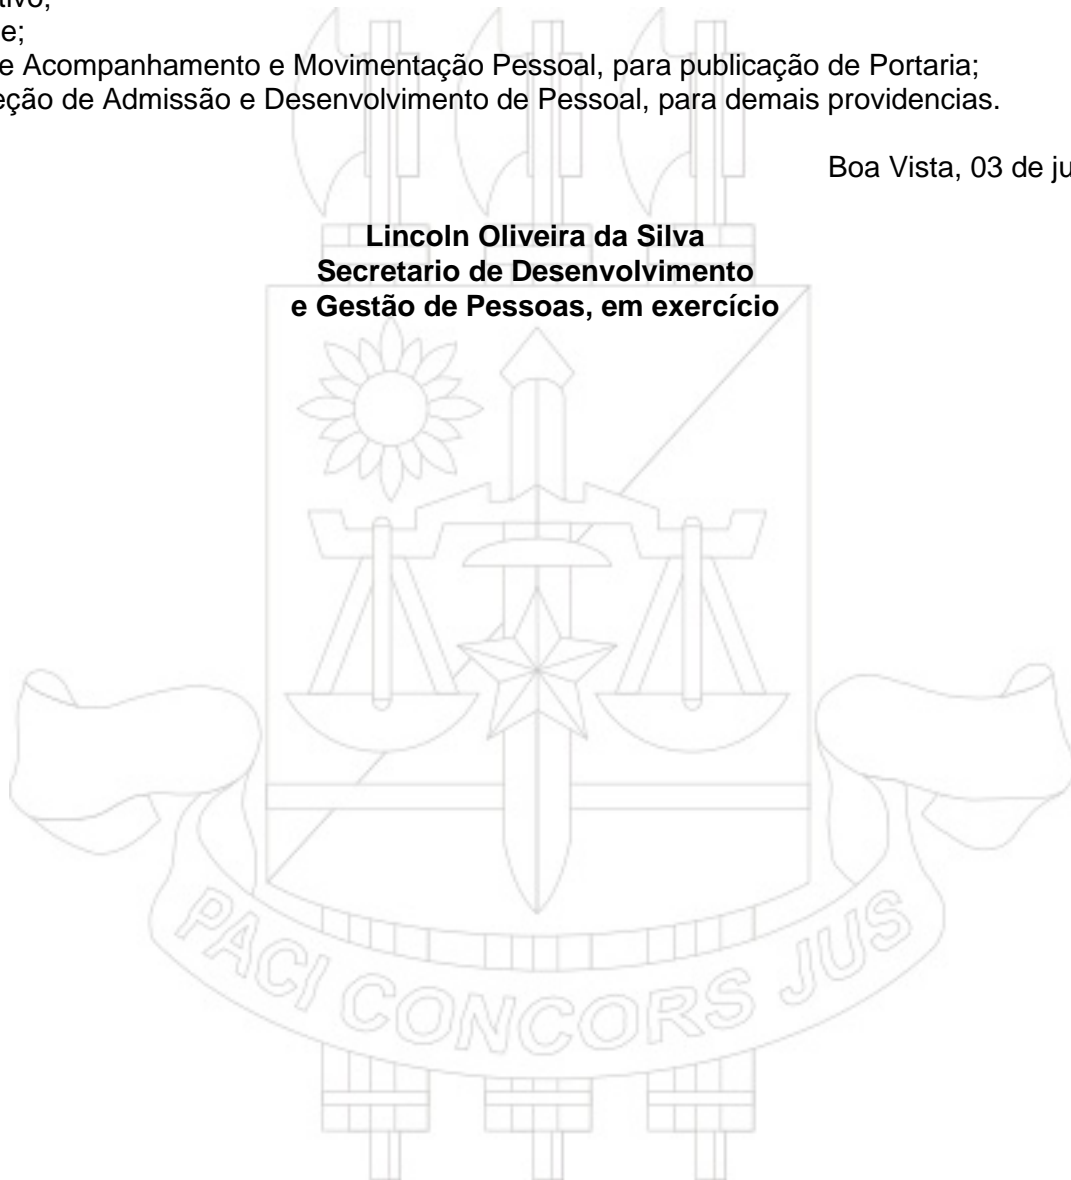 tivo;
e;
e Acompanhamento e Movimentação Pessoal, para publicação de Portaria;
eção de Admissão e Desenvolvimento de Pessoal, para demais providencias.
Boa Vista, 03 de ju
Lincoln Oliveira da Silva
Secretario de Desenvolvimento
e Gestão de Pessoas, em exercício
PACI CONCORS JUS